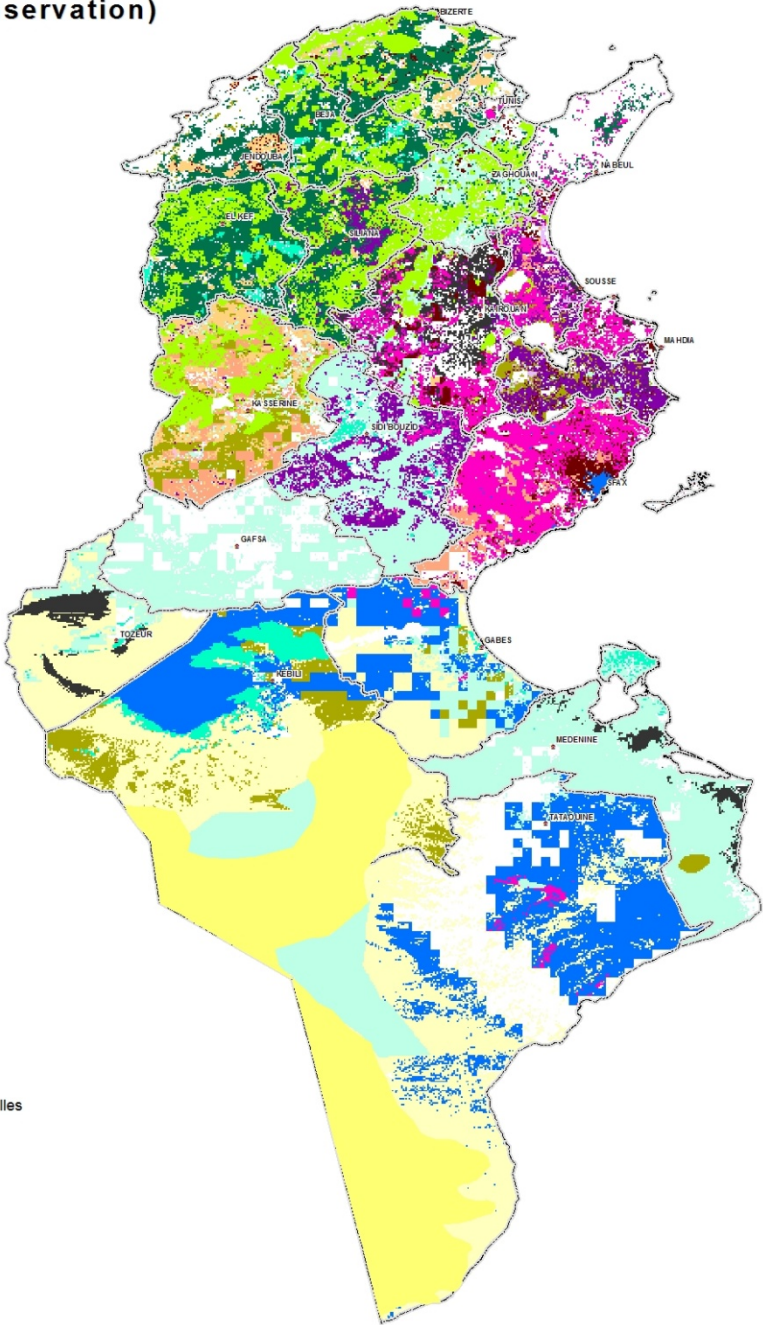 servation)
BIZERTE
TUNIS
BEJA
JENDOUBA
NABEUL
ZAGHOUAN
EL KEF
SILIANA
SOUSSE
KAIROUAN
MAHDIA
KASSERINE
SIDI BOUZID
SFAX
GAFSA
TOZEUR
GABES
KEBILI
MEDENINE
TATAOUINE
lles